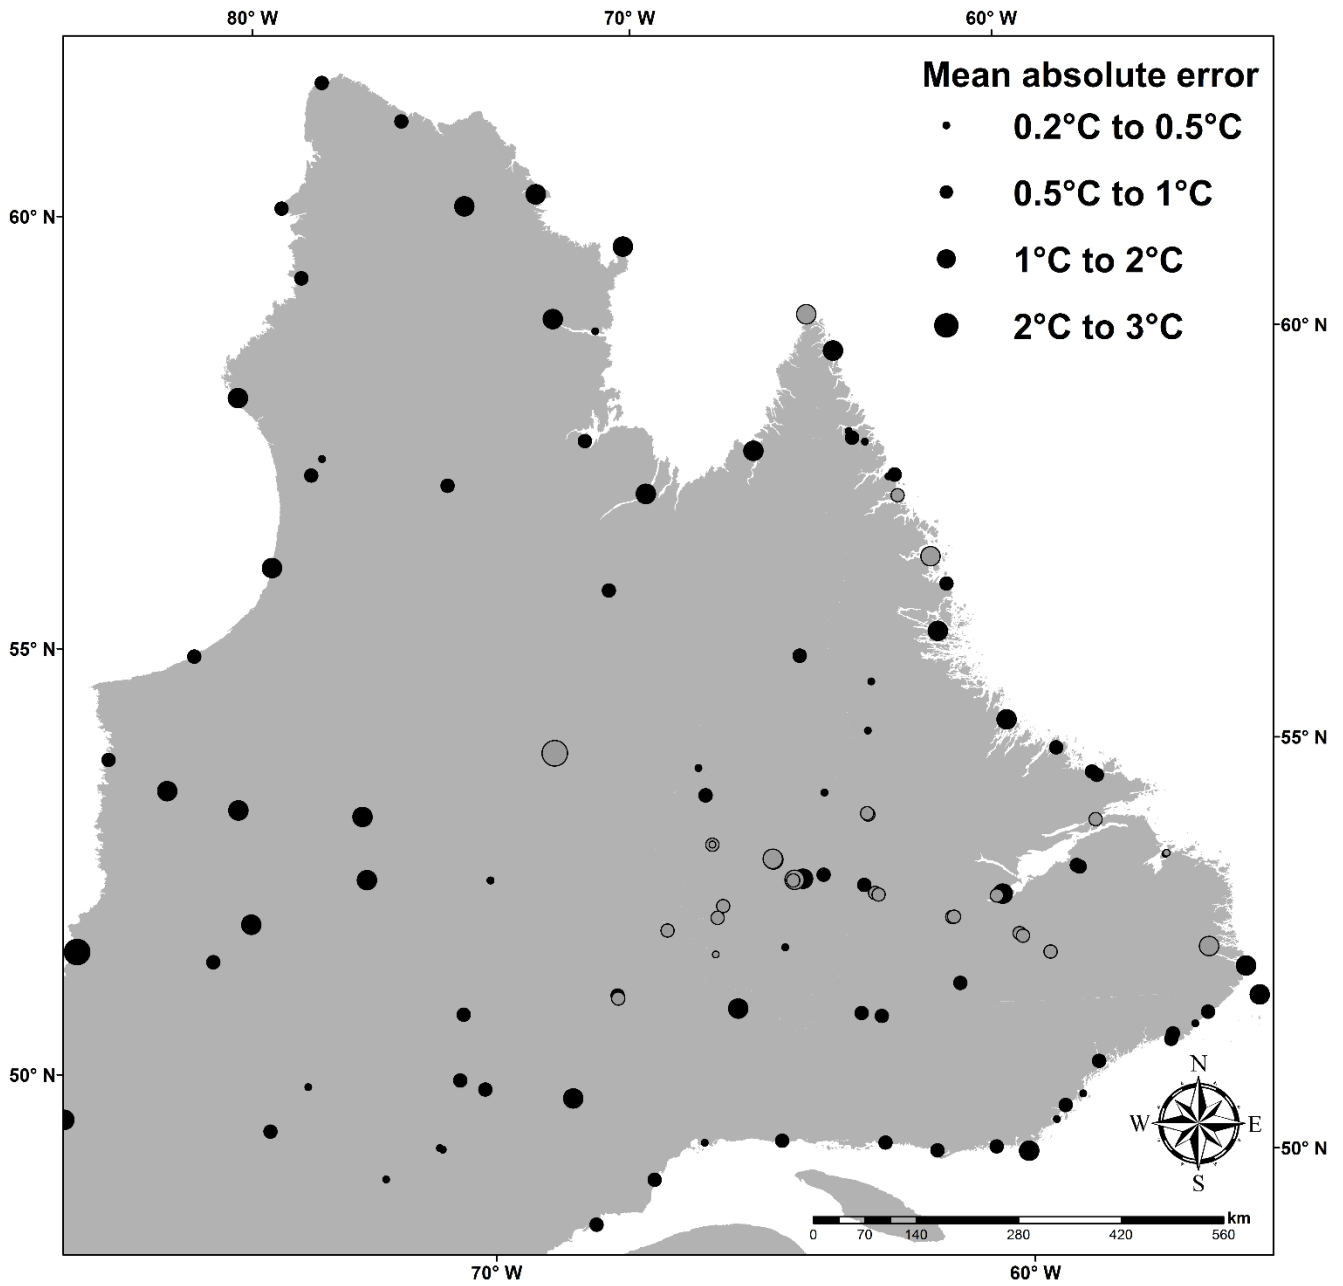 80° W 70° W 60° W
Mean absolute error
0.2°C to 0.5°C
0.5°C to 1°C
60° N
1°C to 2°C
2°C to 3°C
60° N
55° N
55° N
50° N
N
W E
S
50° N
km
0 70 140 280 420 560
70° W 60° W